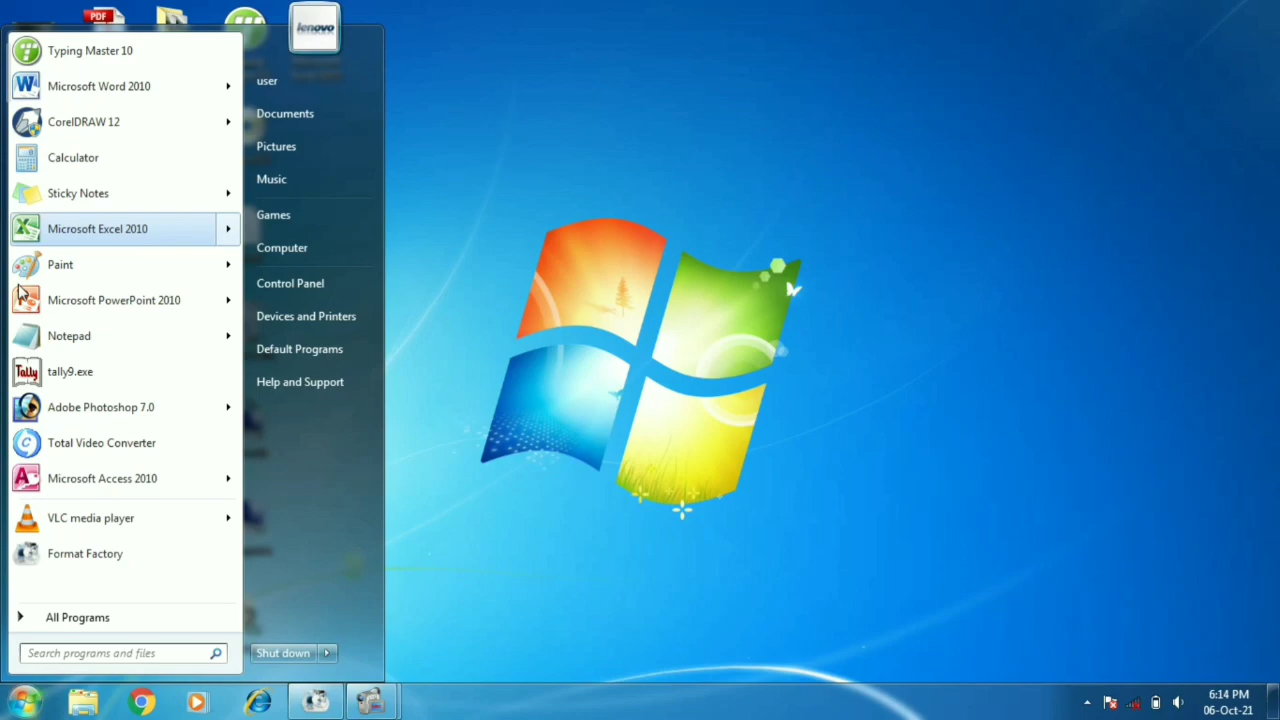 PDF
lenovo
Typing Master 10
Microsoft Word 2010
CorelDRAW 12
Calculator
Sticky Notes
Microsoft Excel 2010
Paint
Microsoft PowerPoint 2010
Notepad
Tally
tally9.exe
Adobe Photoshop 7.0
Total Video Converter
Microsoft Access 2010
VLC media player
Format Factory
All Programs
Search programs and files
user
Documents
Pictures
Music
Games
Computer
Control Panel
Devices and Printers
Default Programs
Help and Support
Shut down
6:14 PM
06-Oct-21